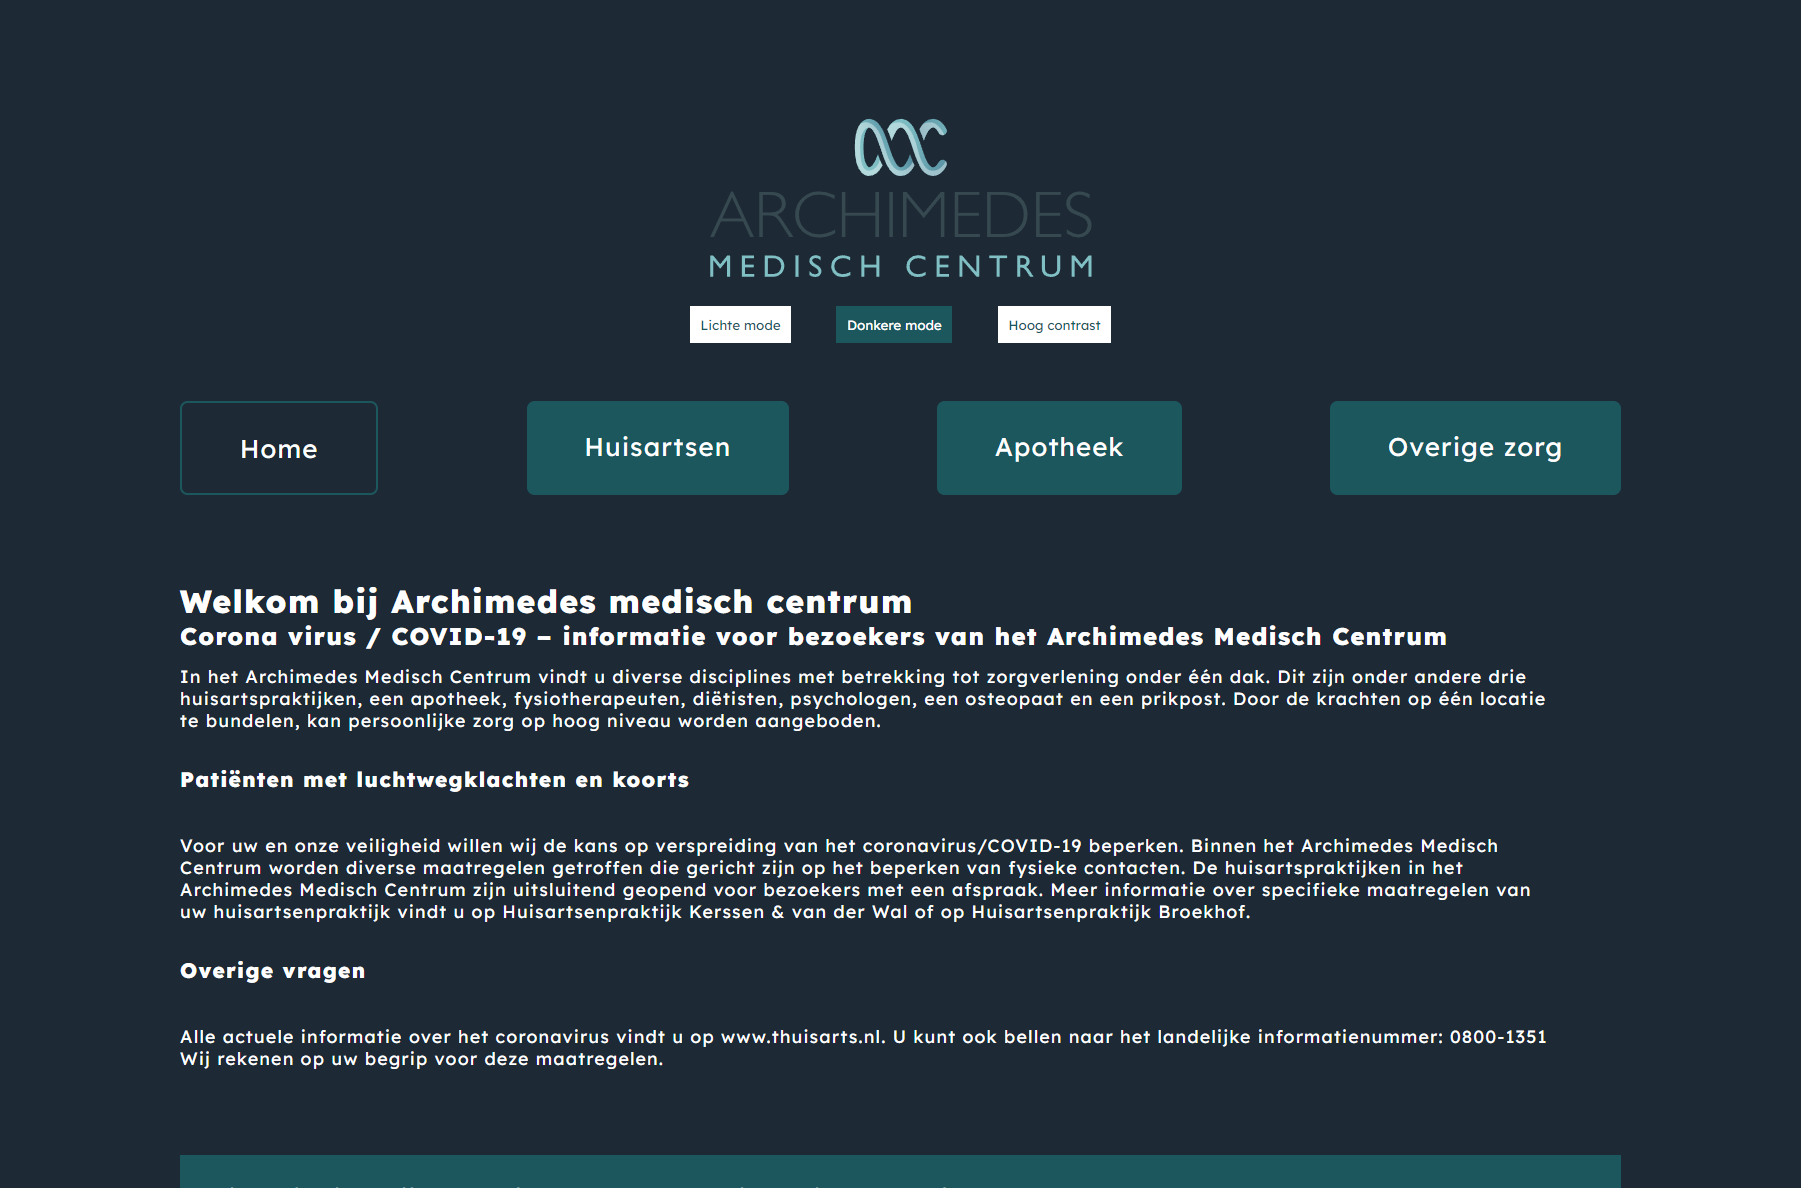 ARCHIMEDES
MEDISCH CENTRUM
Lichte mode
Donkere mode
Hoog contrast
Home
Huisartsen
Apotheek
Overige zorg
Welkom bij Archimedes medisch centrum
Corona virus / COVID-19 – informatie voor bezoekers van het Archimedes Medisch Centrum
In het Archimedes Medisch Centrum vindt u diverse disciplines met betrekking tot zorgverlening onder één dak. Dit zijn onder andere drie
huisartspraktijken, een apotheek, fysiotherapeuten, diëtisten, psychologen, een osteopaat en een prikpost. Door de krachten op één locatie
te bundelen, kan persoonlijke zorg op hoog niveau worden aangeboden.
Patiënten met luchtwegklachten en koorts
Voor uw en onze veiligheid willen wij de kans op verspreiding van het coronavirus/COVID-19 beperken. Binnen het Archimedes Medisch
Centrum worden diverse maatregelen getroffen die gericht zijn op het beperken van fysieke contacten. De huisartspraktijken in het
Archimedes Medisch Centrum zijn uitsluitend geopend voor bezoekers met een afspraak. Meer informatie over specifieke maatregelen van
uw huisartsenpraktijk vindt u op Huisartsenpraktijk Kerssen & van der Wal of op Huisartsenpraktijk Broekhof.
Overige vragen
Alle actuele informatie over het coronavirus vindt u op www.thuisarts.nl. U kunt ook bellen naar het landelijke informatienummer: 0800-1351
Wij rekenen op uw begrip voor deze maatregelen.